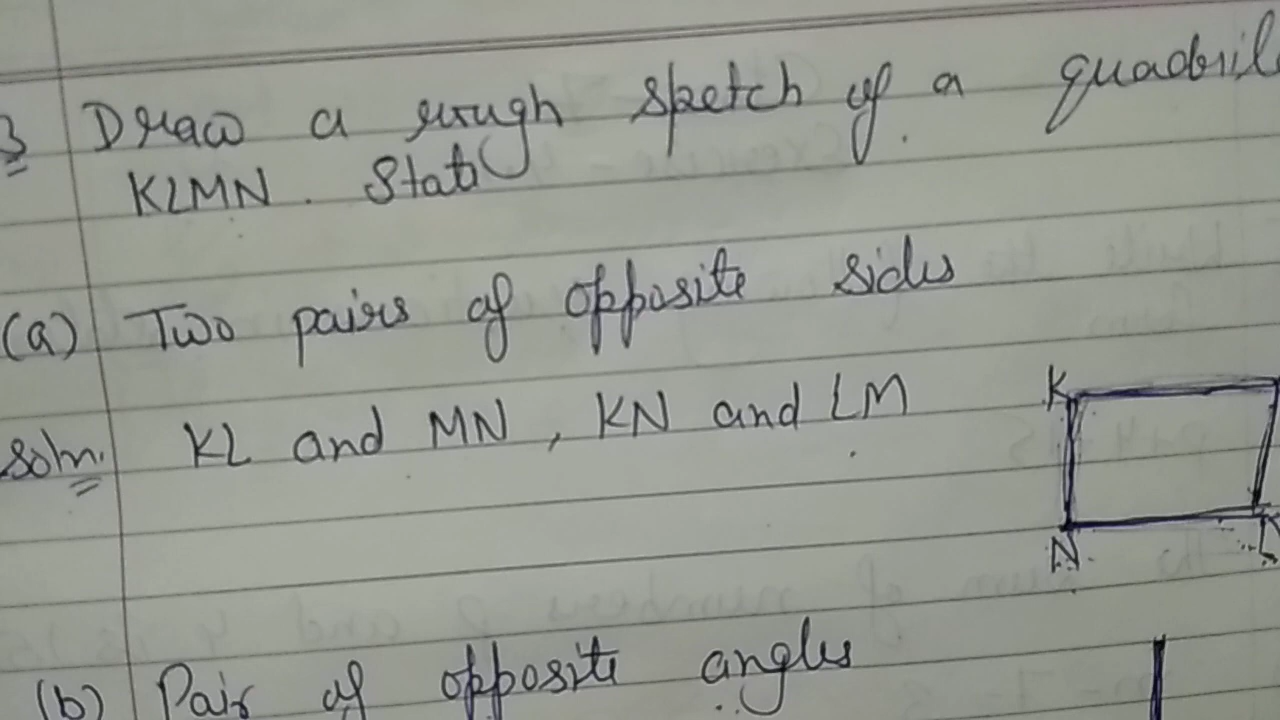 3 Draw a rough sketch of a quadril
KLMN. State
(a) Two pairs of opposite sides
soln. KL and MN, KN and LM
K
N
(b) Pair of opposite angles